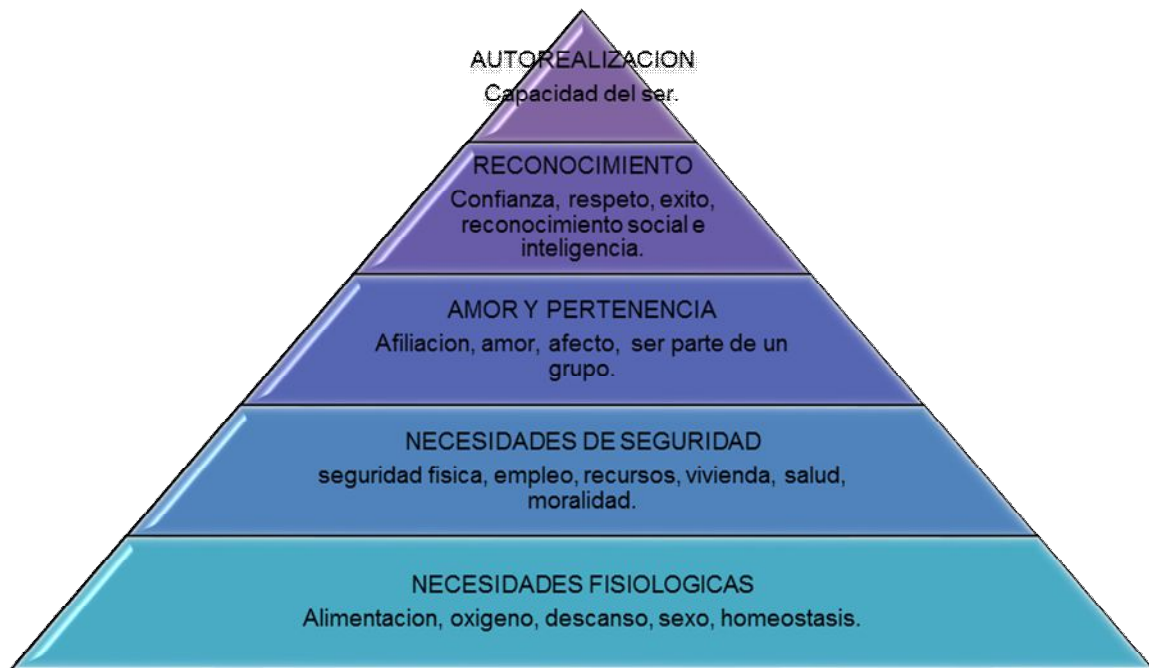 AUTOREALIZACION
Capacidad del ser.
RECONOCIMIENTO
Confianza, respeto, exito,
reconocimiento social e
inteligencia.
AMOR Y PERTENENCIA
Afiliacion, amor, afecto, ser parte de un
grupo.
NECESIDADES DE SEGURIDAD
seguridad fisica, empleo, recursos, vivienda, salud,
moralidad.
NECESIDADES FISIOLOGICAS
Alimentacion, oxigeno, descanso, sexo, homeostasis.